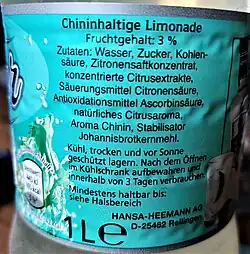 Chininhaltige Limonade
Fruchtgehalt: 3 %
Zutaten: Wasser, Zucker, Kohlen-
säure, Zitronensaftkonzentrat,
konzentrierte Citrusextrakte,
Säuerungsmittel Citronensäure,
Antioxidationsmittel Ascorbinsäure,
natürliches Citrusaroma,
Aroma Chinin, Stabilisator
Johannisbrotkernmehl.
Kühl, trocken und vor Sonne
geschützt lagern. Nach dem Öffnen
im Kühlschrank aufbewahren und
innerhalb von 3 Tagen verbrauchen.
Mindestens haltbar bis:
siehe Halsbereich
1L℮
HANSA-HEEMANN AG
D-25462 Rellingen